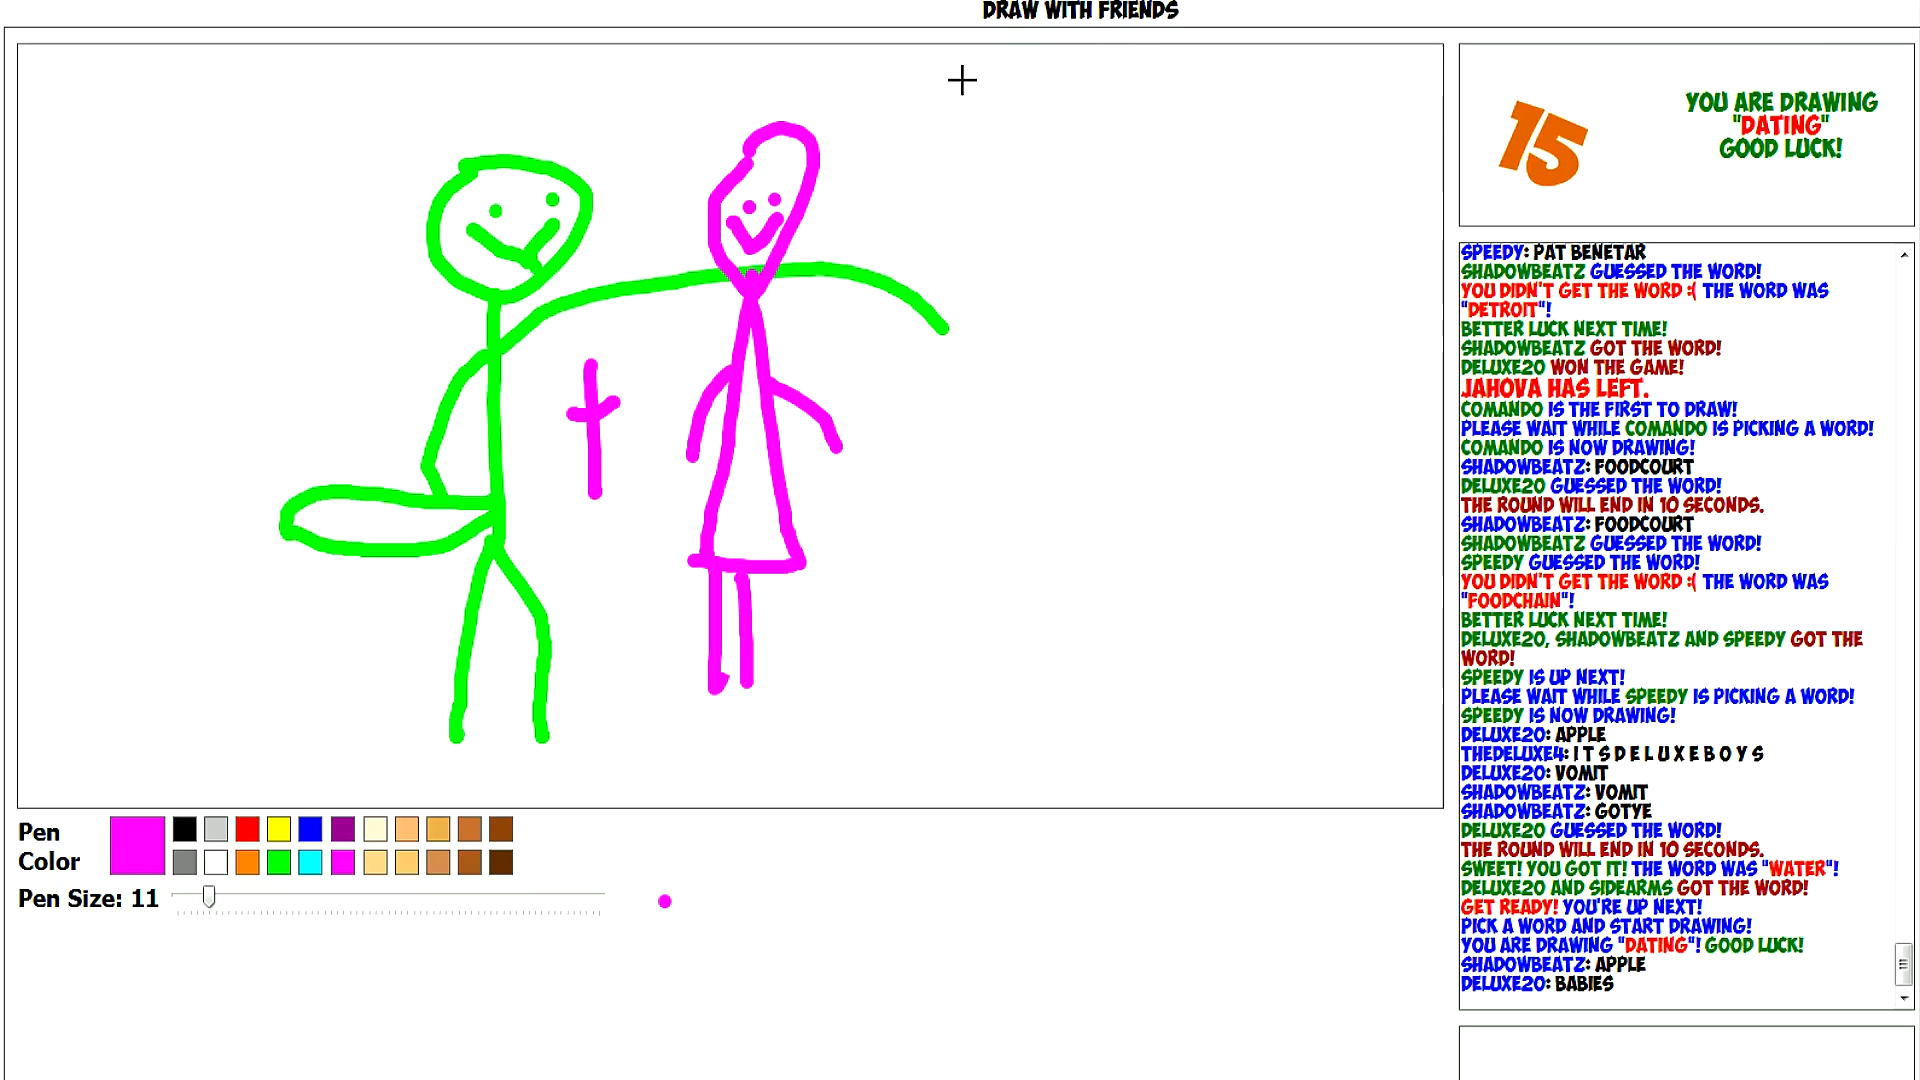 DRAW WITH FRIENDS
15
YOU ARE DRAWING
"DATING"
GOOD LUCK!
SPEEDY: PAT BENETAR
SHADOWBEATZ GUESSED THE WORD!
YOU DIDN'T GET THE WORD :( THE WORD WAS
"DETROIT"!
BETTER LUCK NEXT TIME!
SHADOWBEATZ GOT THE WORD!
DELUXE20 WON THE GAME!
JAHOVA HAS LEFT.
COMANDO IS THE FIRST TO DRAW!
PLEASE WAIT WHILE COMANDO IS PICKING A WORD!
COMANDO IS NOW DRAWING!
SHADOWBEATZ: FOODCOURT
DELUXE20 GUESSED THE WORD!
THE ROUND WILL END IN 10 SECONDS.
SHADOWBEATZ: FOODCOURT
SHADOWBEATZ GUESSED THE WORD!
SPEEDY GUESSED THE WORD!
YOU DIDN'T GET THE WORD :( THE WORD WAS
"FOODCHAIN"!
BETTER LUCK NEXT TIME!
DELUXE20, SHADOWBEATZ AND SPEEDY GOT THE
WORD!
SPEEDY IS UP NEXT!
PLEASE WAIT WHILE SPEEDY IS PICKING A WORD!
SPEEDY IS NOW DRAWING!
DELUXE20: APPLE
THEDELUXE4: I T S D E L U X E B O Y S
DELUXE20: VOMIT
SHADOWBEATZ: VOMIT
SHADOWBEATZ: GOTYE
DELUXE20 GUESSED THE WORD!
THE ROUND WILL END IN 10 SECONDS.
SWEET! YOU GOT IT! THE WORD WAS "WATER"!
DELUXE20 AND SIDEARMS GOT THE WORD!
GET READY! YOU'RE UP NEXT!
PICK A WORD AND START DRAWING!
YOU ARE DRAWING "DATING"! GOOD LUCK!
SHADOWBEATZ: APPLE
DELUXE20: BABIES
Pen
Color
Pen Size: 11